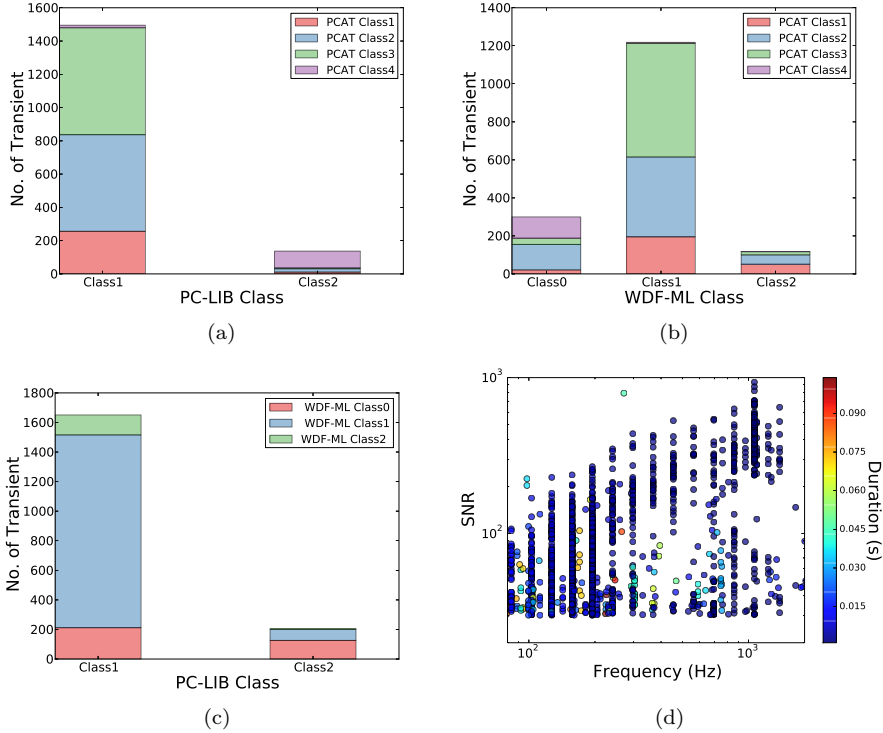 1600
1400
1200
1000
800
600
400
200
0
No. of Transient
PCAT Class1
PCAT Class2
PCAT Class3
PCAT Class4
Class1
Class2
PC-LIB Class
(a)
1400
1200
1000
800
600
400
200
0
No. of Transient
PCAT Class1
PCAT Class2
PCAT Class3
PCAT Class4
Class0
Class1
Class2
WDF-ML Class
(b)
1800
1600
1400
1200
1000
800
600
400
200
0
No. of Transient
WDF-ML Class0
WDF-ML Class1
WDF-ML Class2
Class1
Class2
PC-LIB Class
(c)
10³
10²
SNR
10²
10³
Frequency (Hz)
0.090
0.075
0.060
0.045
0.030
0.015
Duration (s)
(d)